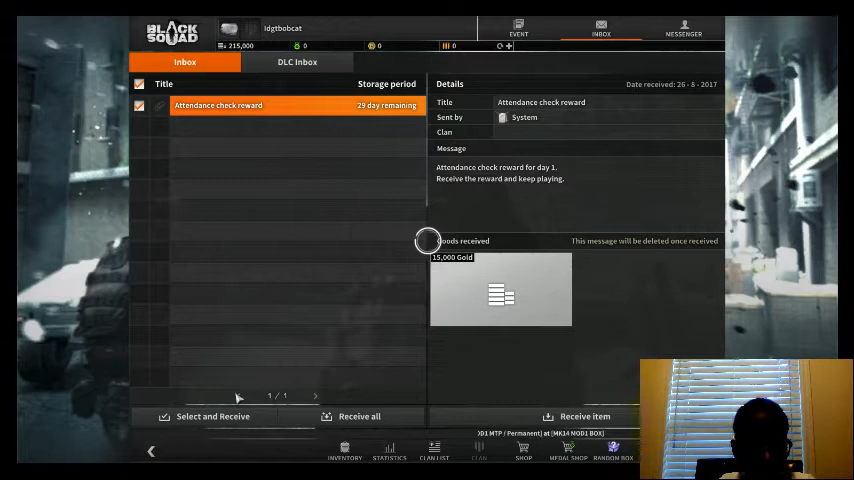 BLACK SQUAD
ldgtbobcat
215,000 0 0 0
EVENT INBOX MESSENGER
Inbox DLC Inbox
Title Storage period
Attendance check reward 29 day remaining
Details Date received: 26 - 8 - 2017
Title Attendance check reward
Sent by System
Clan
Message
Attendance check reward for day 1.
Receive the reward and keep playing.
Goods received This message will be deleted once received
15,000 Gold
1 / 1
Select and Receive Receive all Receive item
MTP / Permanent] at [MK14 MOD1 BOX]
INVENTORY STATISTICS CLAN LIST CLAN SHOP MEDAL SHOP RANDOM BOX